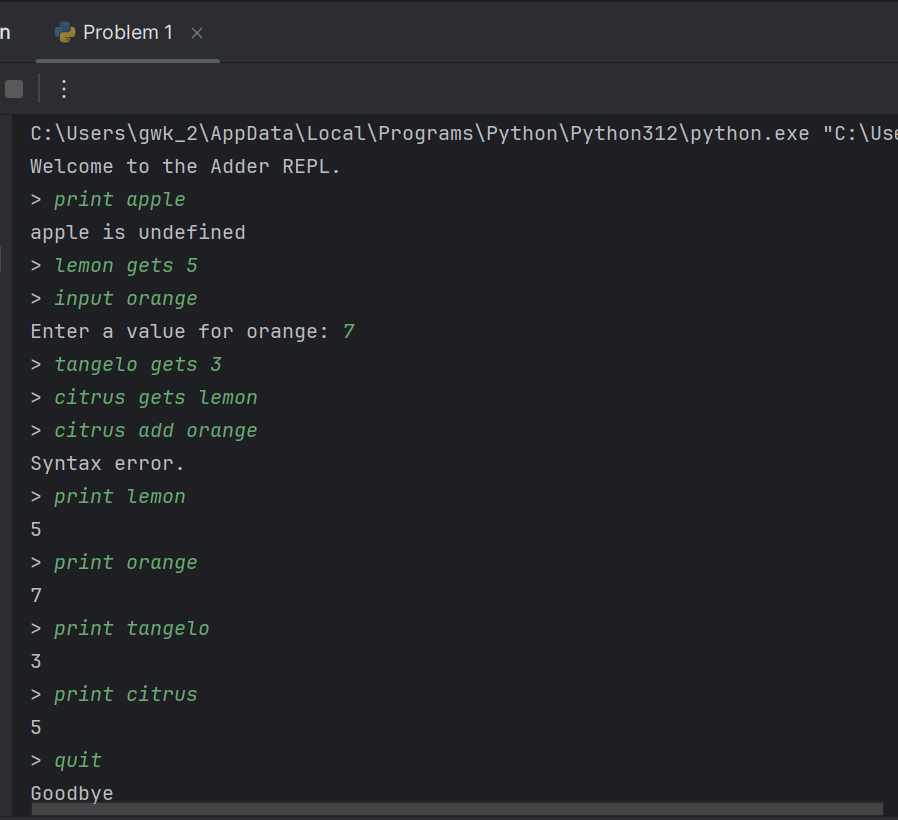 n
Problem 1
C:\Users\gwk_2\AppData\Local\Programs\Python\Python312\python.exe "C:\Use
Welcome to the Adder REPL.
> print apple
apple is undefined
> lemon gets 5
> input orange
Enter a value for orange: 7
> tangelo gets 3
> citrus gets lemon
> citrus add orange
Syntax error.
> print lemon
5
> print orange
7
> print tangelo
3
> print citrus
5
> quit
Goodbye